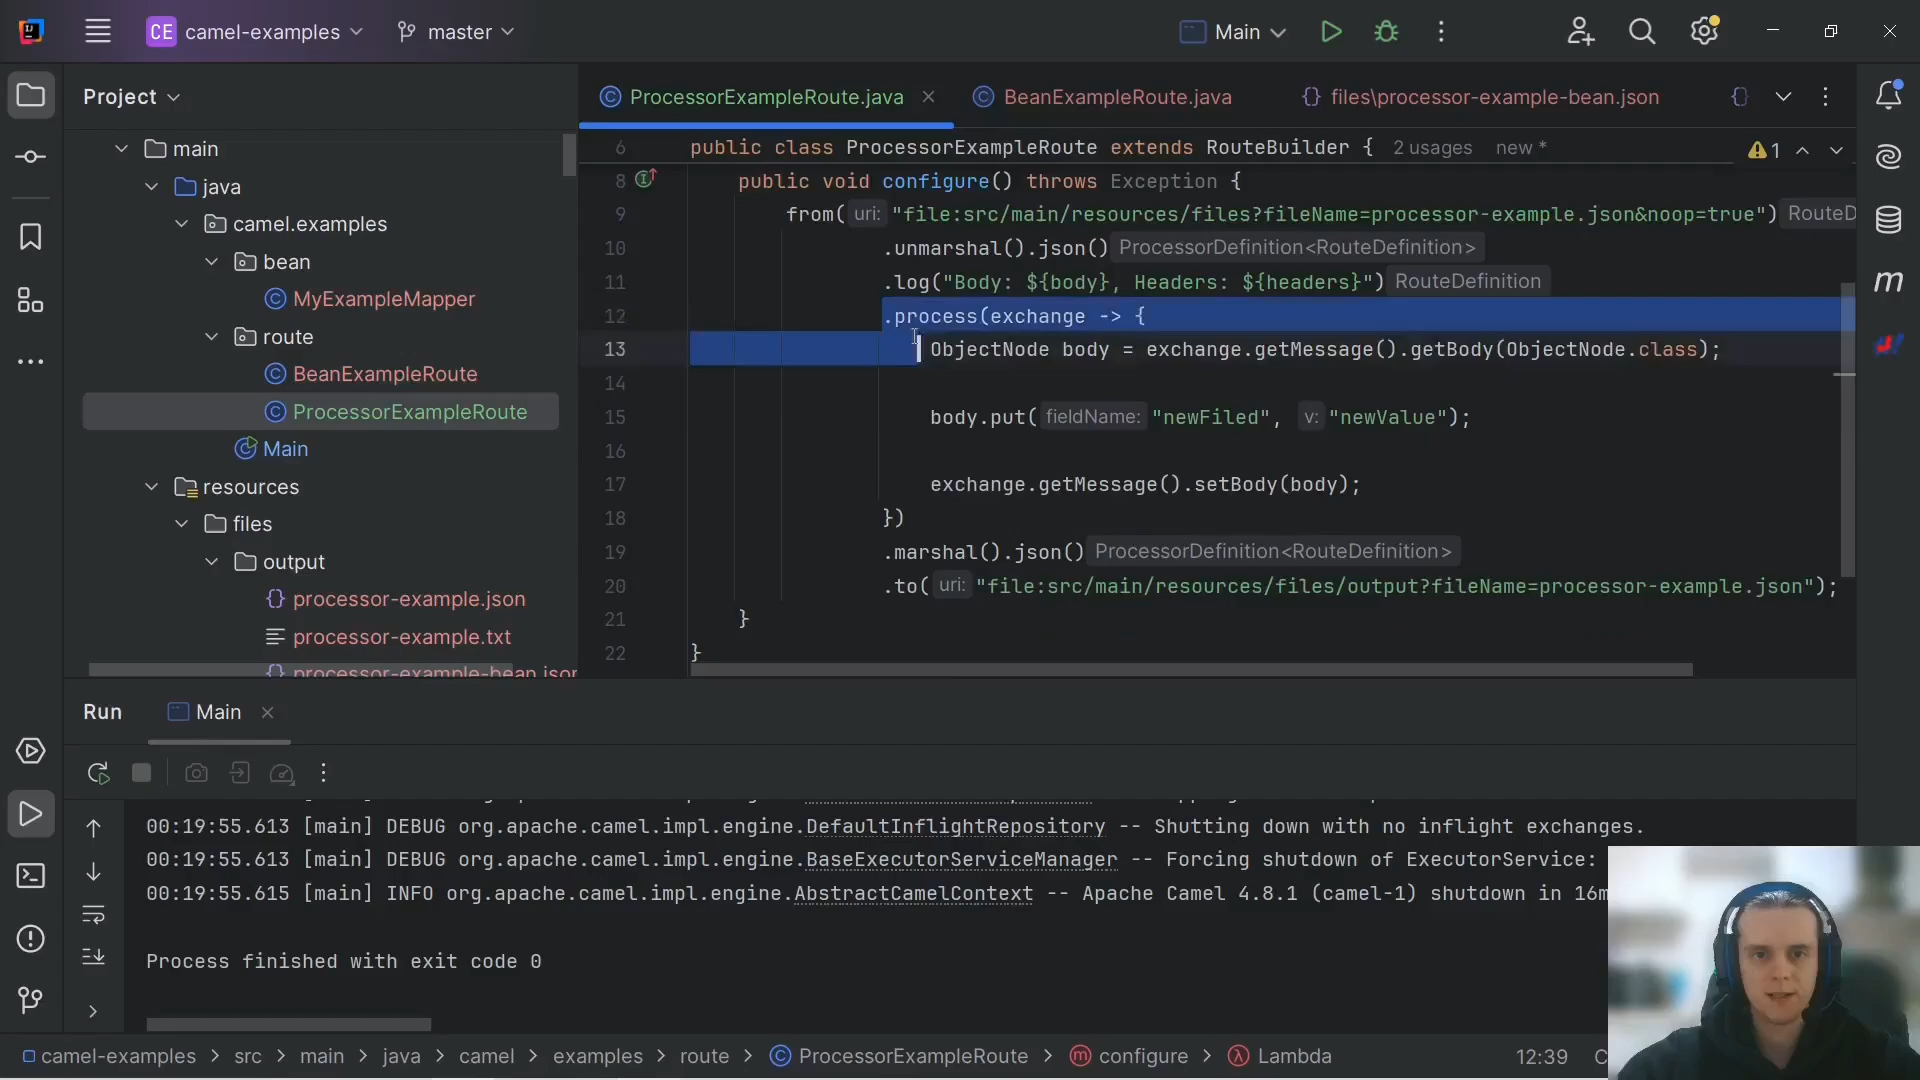 CE camel-examples master Main
Project
ProcessorExampleRoute.java BeanExampleRoute.java {} files\processor-example-bean.json {}
main
java
camel.examples
bean
MyExampleMapper
route
BeanExampleRoute
ProcessorExampleRoute
Main
resources
files
output
{} processor-example.json
processor-example.txt
{} processor-example-bean.json
6 public class ProcessorExampleRoute extends RouteBuilder { 2 usages new *
1
8 public void configure() throws Exception {
9 from( uri: "file:src/main/resources/files?fileName=processor-example.json&noop=true") RouteD
10 .unmarshal().json() ProcessorDefinition<RouteDefinition>
11 .log("Body: ${body}, Headers: ${headers}") RouteDefinition
12 .process(exchange -> {
13 ObjectNode body = exchange.getMessage().getBody(ObjectNode.class);
14
15 body.put( fieldName: "newFiled", v: "newValue");
16
17 exchange.getMessage().setBody(body);
18 })
19 .marshal().json() ProcessorDefinition<RouteDefinition>
20 .to( uri: "file:src/main/resources/files/output?fileName=processor-example.json");
21 }
22 }
m
Run Main
00:19:55.613 [main] DEBUG org.apache.camel.impl.engine.DefaultInflightRepository -- Shutting down with no inflight exchanges.
00:19:55.613 [main] DEBUG org.apache.camel.impl.engine.BaseExecutorServiceManager -- Forcing shutdown of ExecutorService:
00:19:55.615 [main] INFO org.apache.camel.impl.engine.AbstractCamelContext -- Apache Camel 4.8.1 (camel-1) shutdown in 16m
Process finished with exit code 0
camel-examples > src > main > java > camel > examples > route > ProcessorExampleRoute > configure > Lambda 12:39